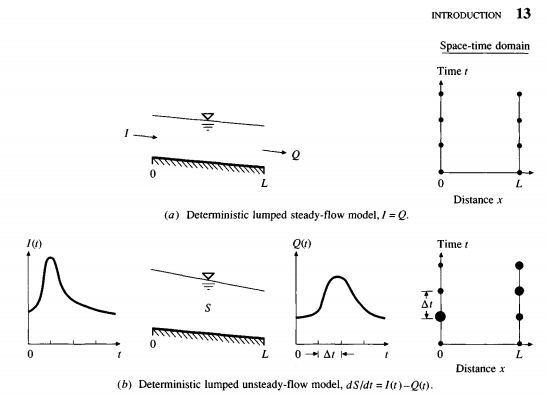 INTRODUCTION 13
Space-time domain
Time t
I
Q
0
L
0
L
Distance x
(a) Deterministic lumped steady-flow model, I = Q.
I(t)
Q(t)
Time t
S
Δt
0
t
0
L
0
Δt
t
0
L
Distance x
(b) Deterministic lumped unsteady-flow model, dS/dt = I(t)–Q(t).